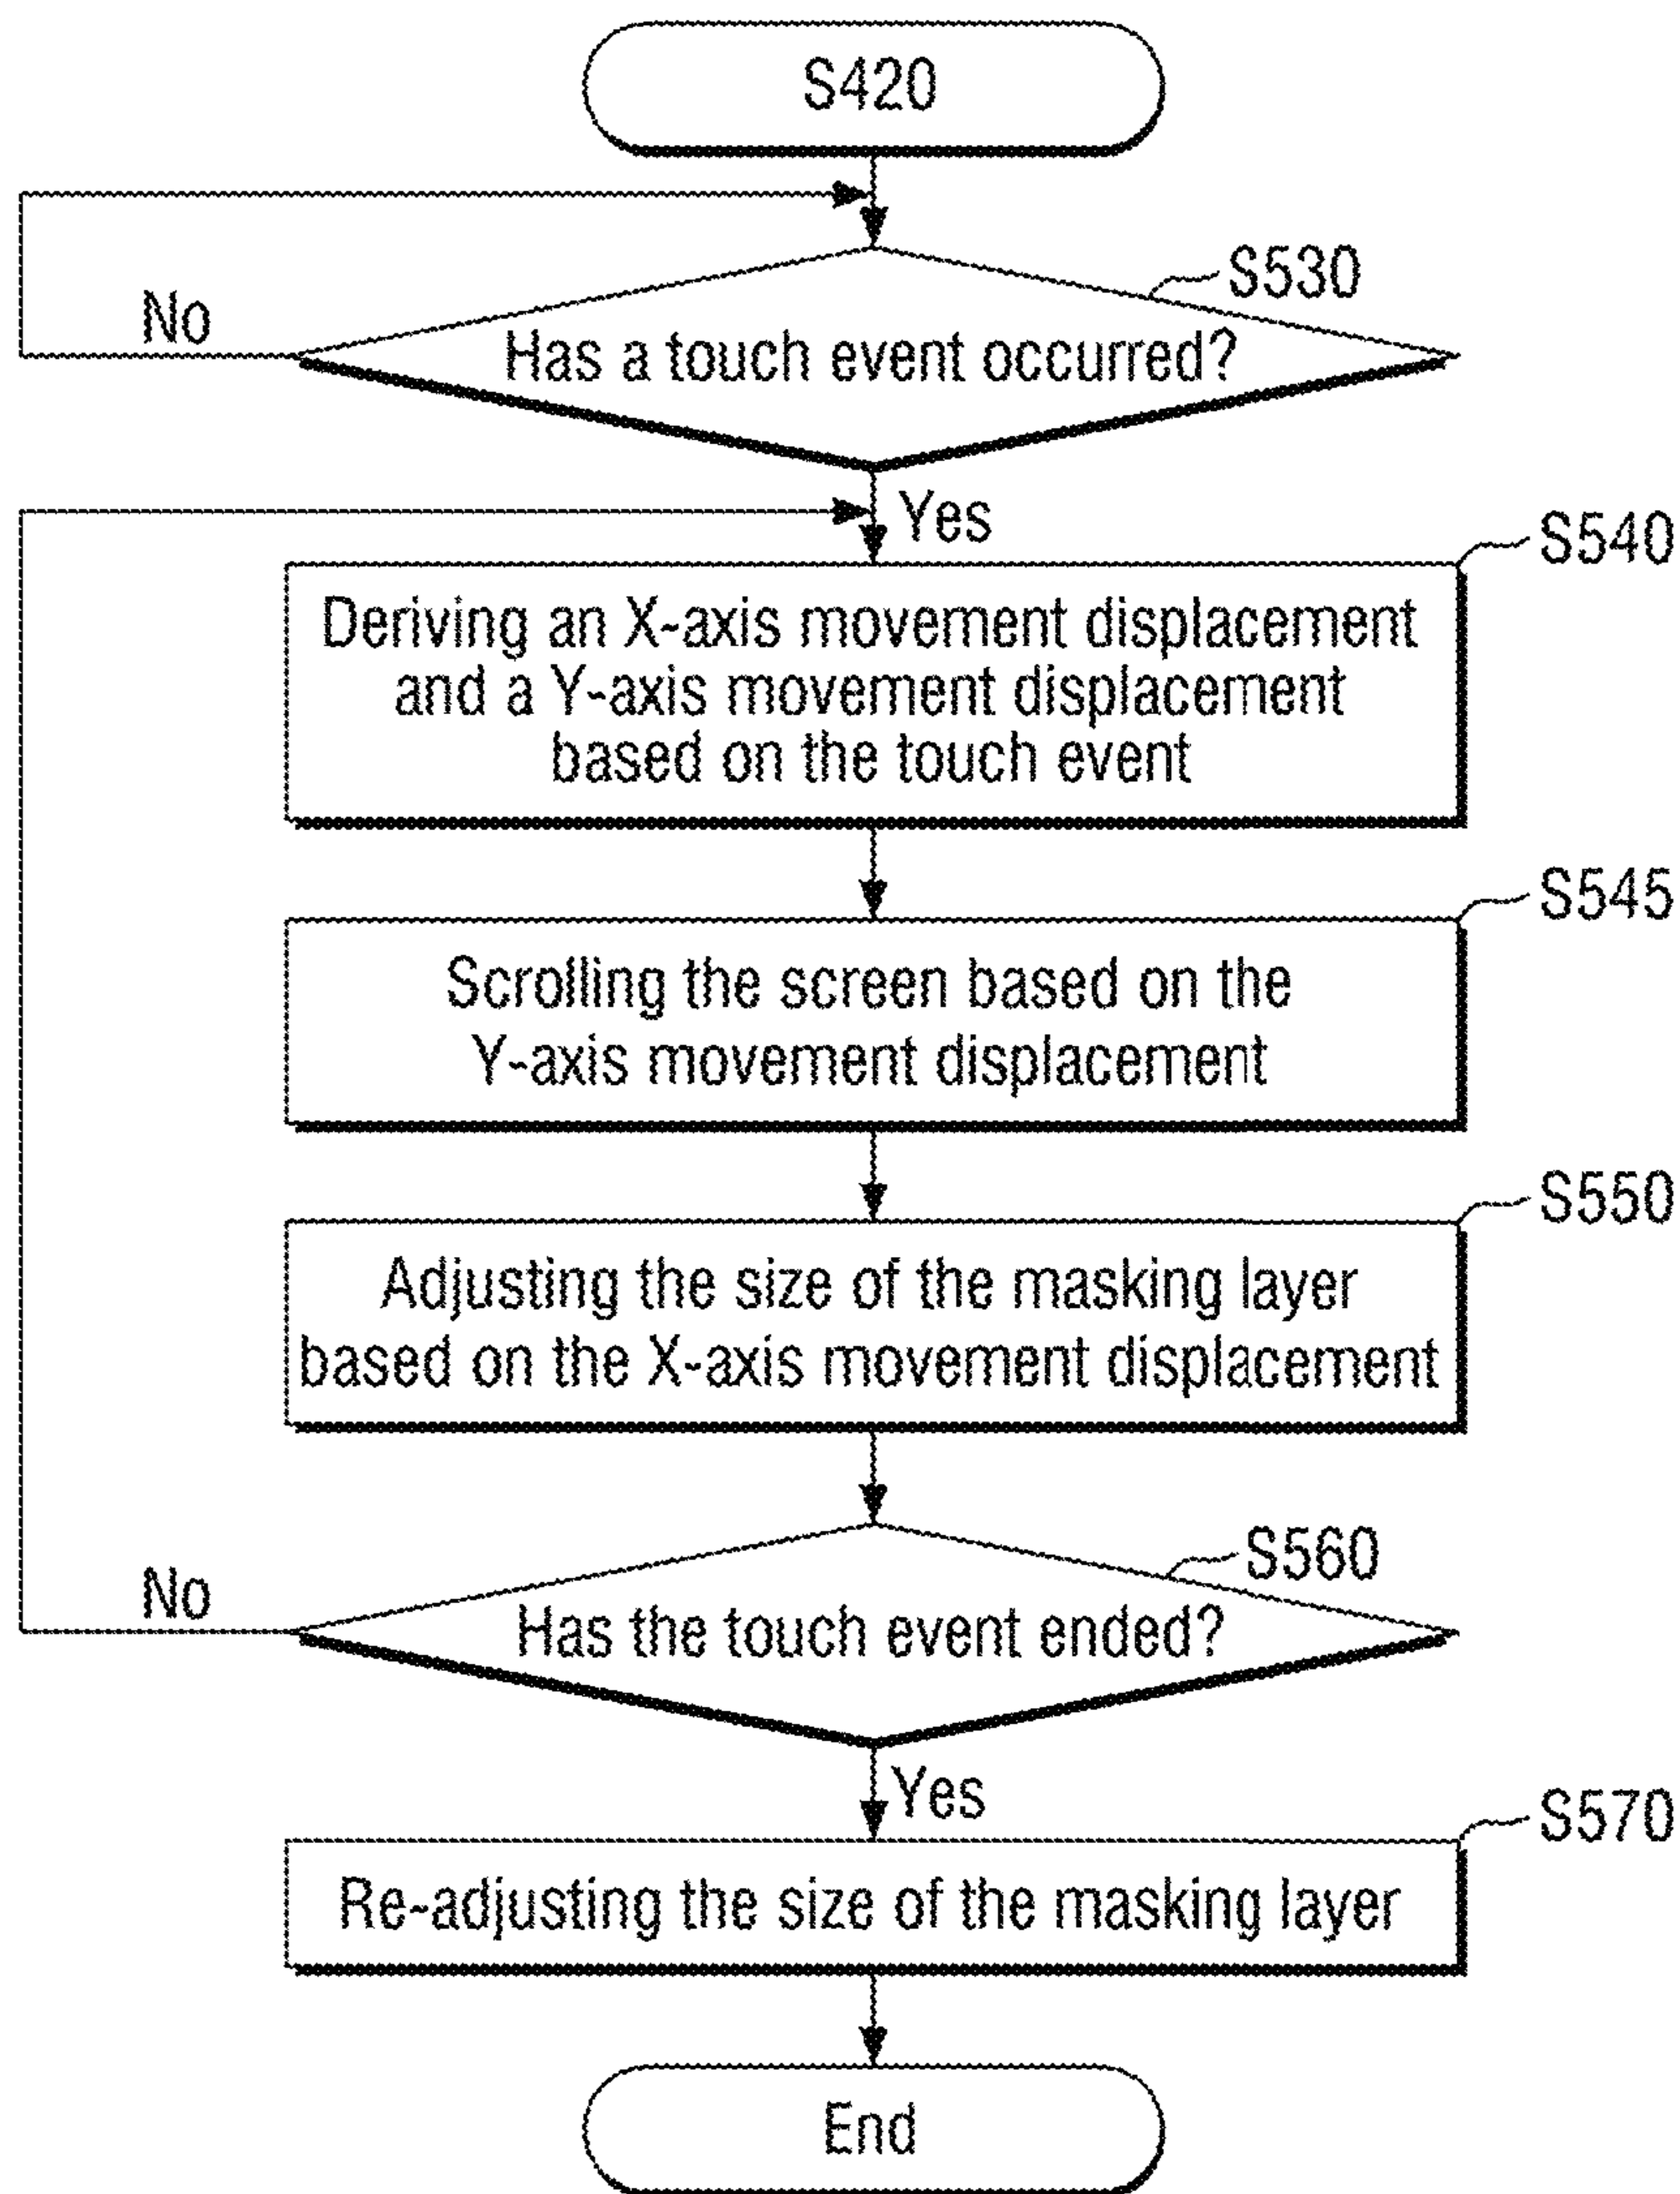 S420
S530
No
Has a touch event occurred?
Yes
S540
Deriving an X-axis movement displacement
and a Y-axis movement displacement
based on the touch event
S545
Scrolling the screen based on the
Y-axis movement displacement
S550
Adjusting the size of the masking layer
based on the X-axis movement displacement
S560
No
Has the touch event ended?
Yes
S570
Re-adjusting the size of the masking layer
End